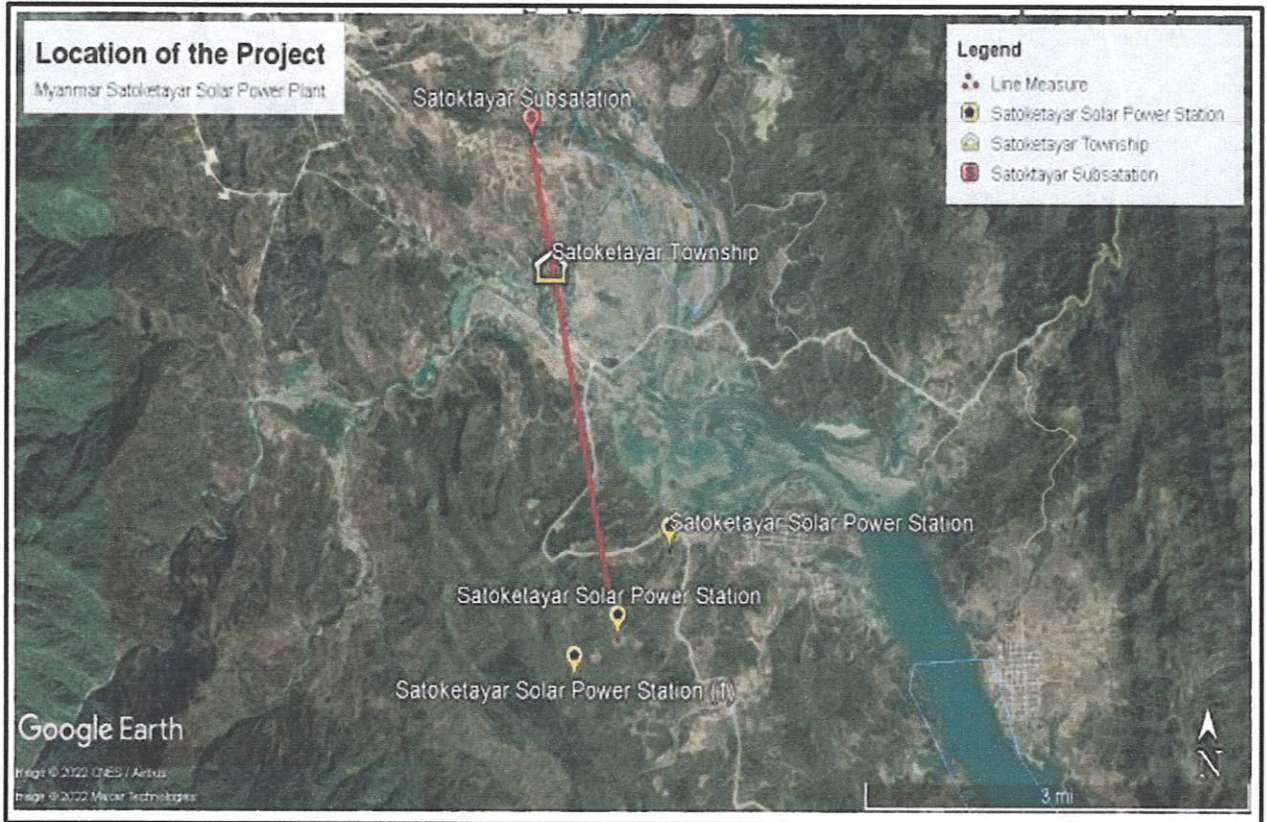 Location of the Project
Myanmar Satoketayar Solar Power Plant
Legend
Line Measure
Satoketayar Solar Power Station
Satoketayar Township
Satoktayar Subsatation
Satoktayar Subsatation
Satoketayar Township
Satoketayar Solar Power Station
Satoketayar Solar Power Station
Satoketayar Solar Power Station (1)
Google Earth
Image © 2022 CNES / Airbus
Image © 2022 Maxar Technologies
N
3 mi